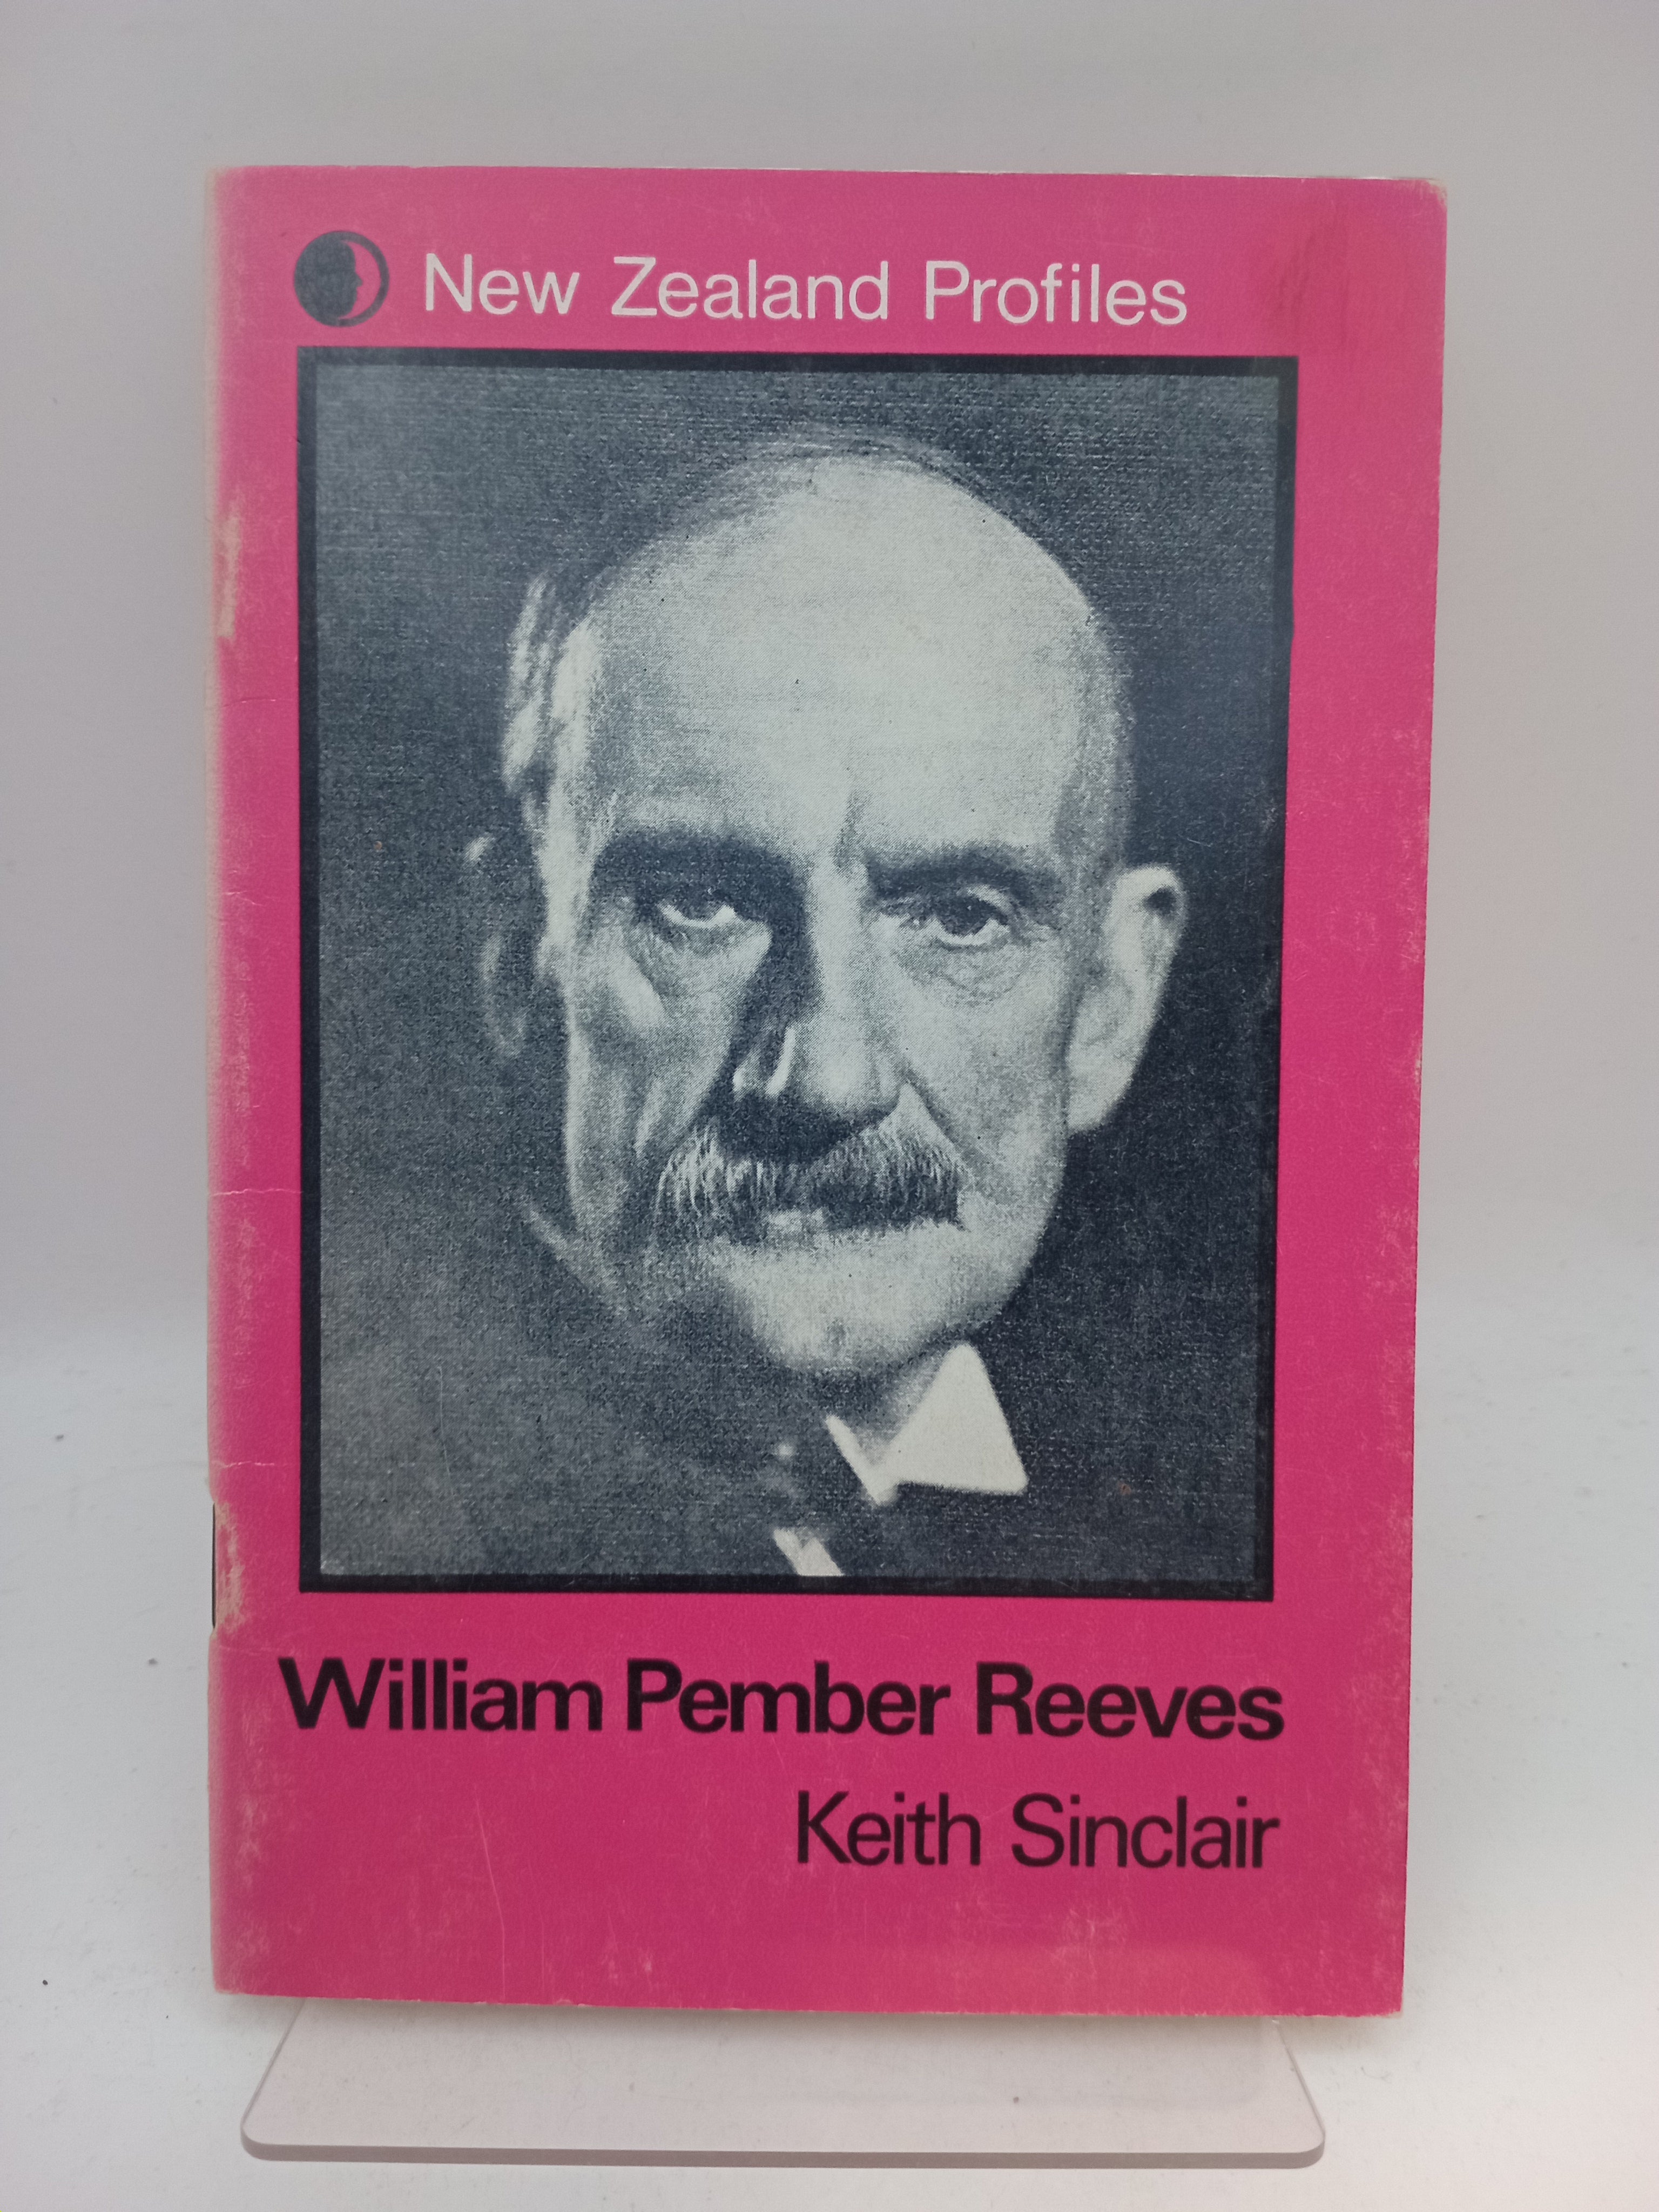 New Zealand Profiles
William Pember Reeves
Keith Sinclair